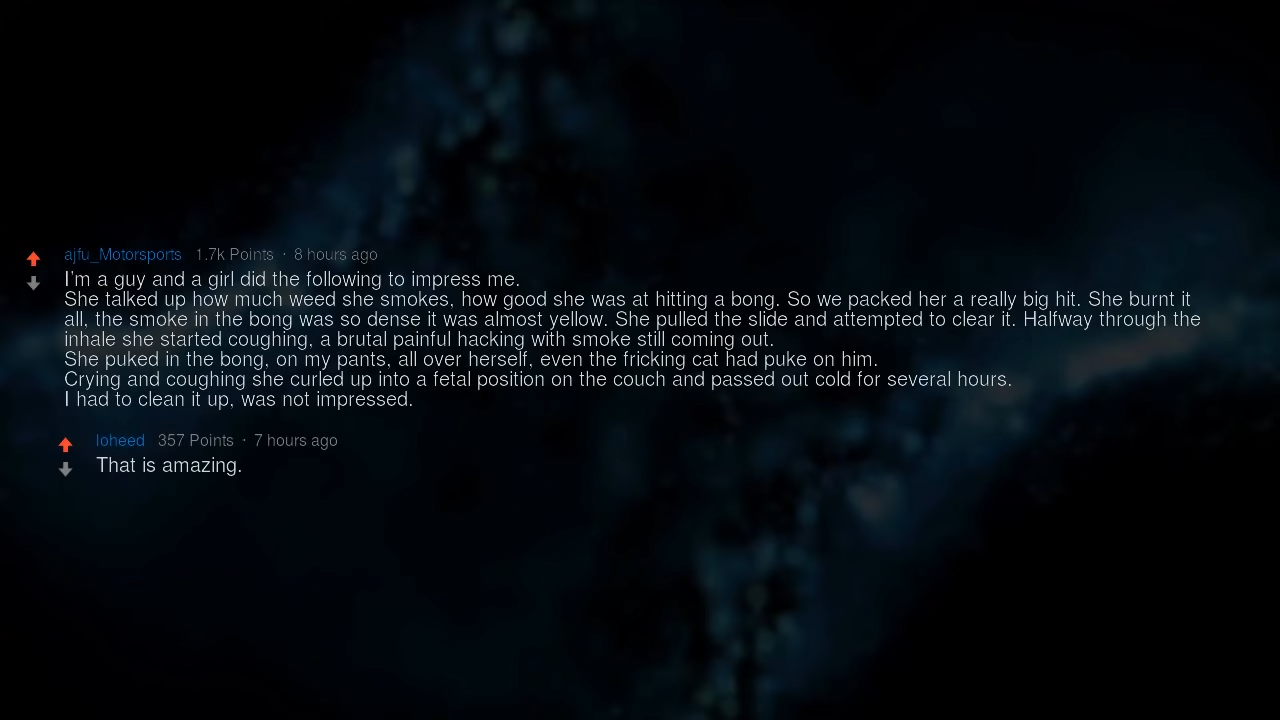 ajfu_Motorsports 1.7k Points · 8 hours ago
I'm a guy and a girl did the following to impress me.
She talked up how much weed she smokes, how good she was at hitting a bong. So we packed her a really big hit. She burnt it
all, the smoke in the bong was so dense it was almost yellow. She pulled the slide and attempted to clear it. Halfway through the
inhale she started coughing, a brutal painful hacking with smoke still coming out.
She puked in the bong, on my pants, all over herself, even the fricking cat had puke on him.
Crying and coughing she curled up into a fetal position on the couch and passed out cold for several hours.
I had to clean it up, was not impressed.
loheed 357 Points · 7 hours ago
That is amazing.